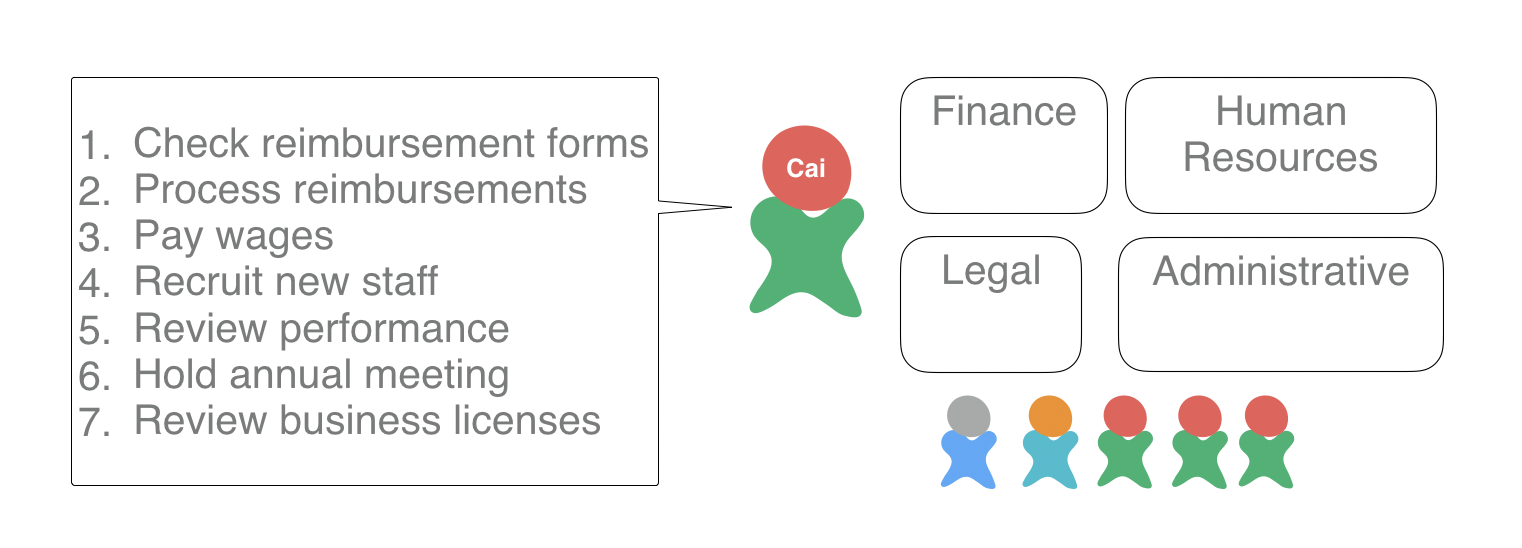 1. Check reimbursement forms
2. Process reimbursements
3. Pay wages
4. Recruit new staff
5. Review performance
6. Hold annual meeting
7. Review business licenses
Cai
Finance
Human
Resources
Legal
Administrative